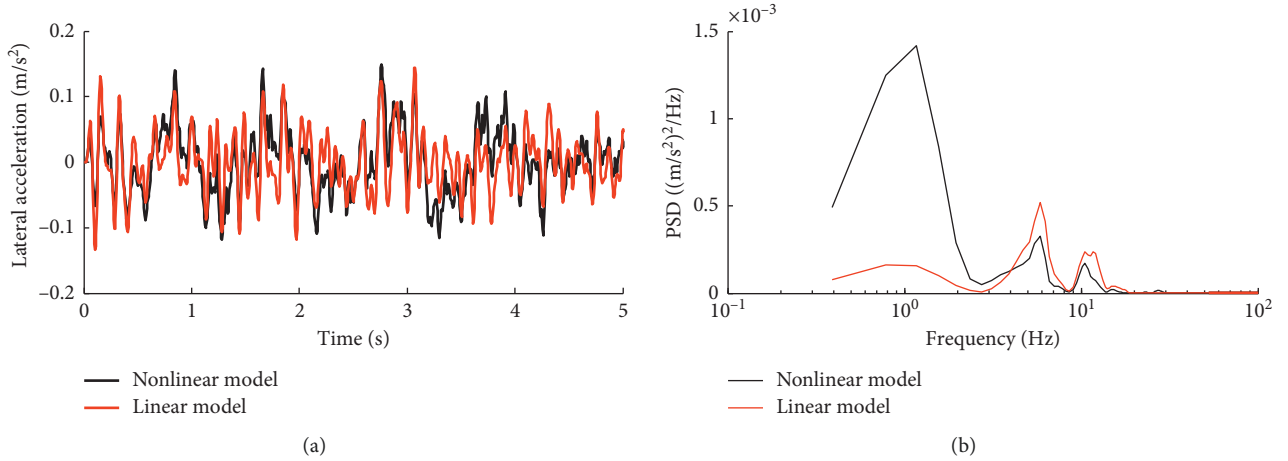 0.2
0.1
0
–0.1
–0.2
Lateral acceleration (m/s²)
0
1
2
3
4
5
Time (s)
Nonlinear model
Linear model
(a)
×10⁻³
1.5
1
0.5
0
PSD ((m/s²)²/Hz)
10⁻¹
10⁰
10¹
10²
Frequency (Hz)
Nonlinear model
Linear model
(b)